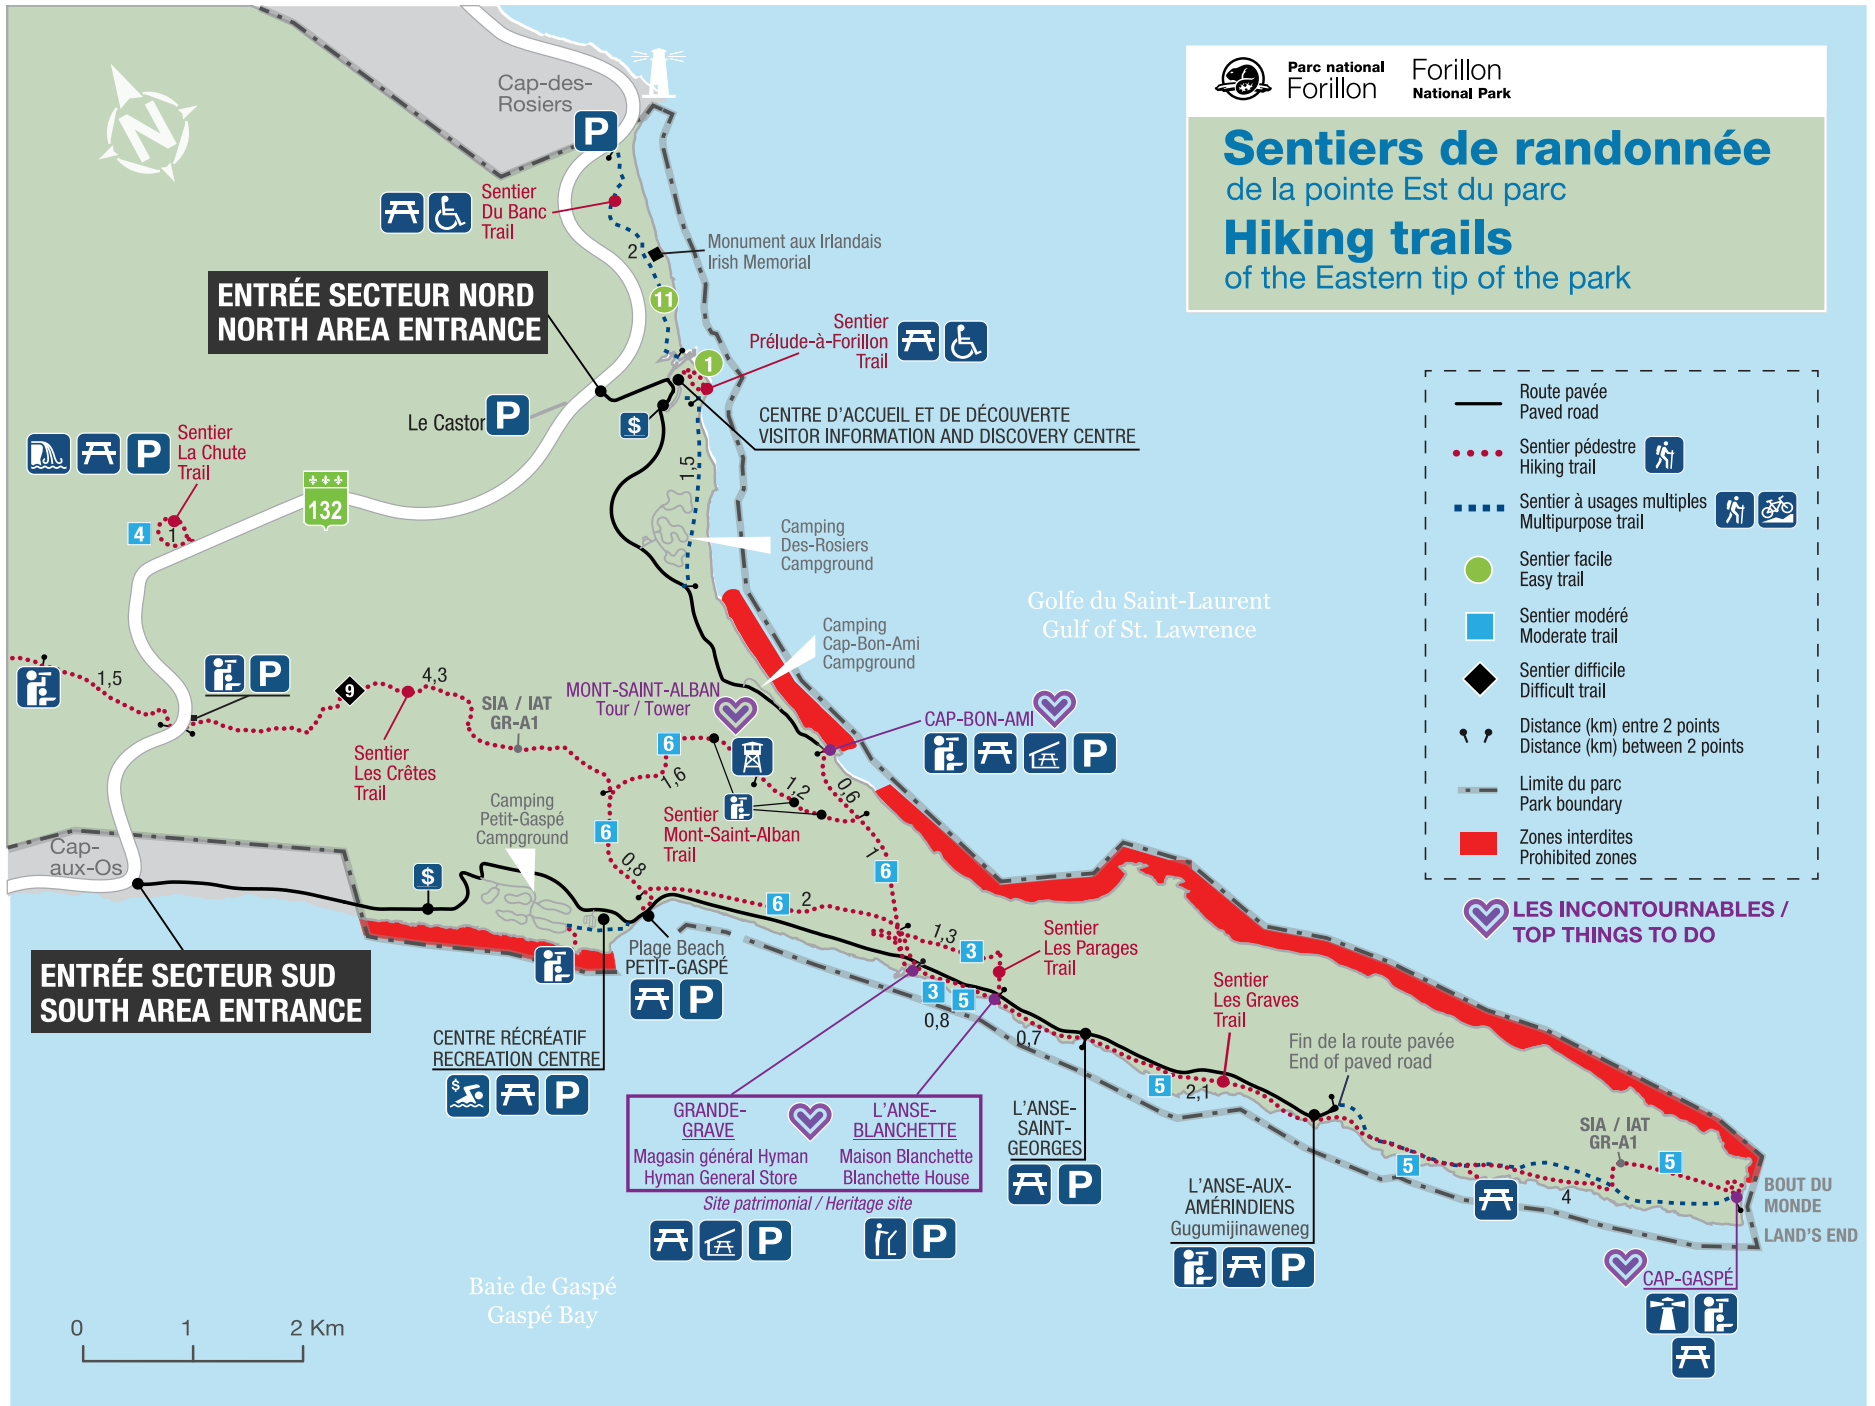 Parc national
Forillon
Forillon
National Park
Sentiers de randonnée
de la pointe Est du parc
Hiking trails
of the Eastern tip of the park
Cap-des-
Rosiers
P
N
Sentier
Du Banc
Trail
2
Monument aux Irlandais
Irish Memorial
ENTRÉE SECTEUR NORD
NORTH AREA ENTRANCE
11
Sentier
Prélude-à-Forillon
Trail
1
Le Castor
P
$
CENTRE D'ACCUEIL ET DE DÉCOUVERTE
VISITOR INFORMATION AND DISCOVERY CENTRE
P
Sentier
La Chute
Trail
4
1
132
1,5
Camping
Des-Rosiers
Campground
Golfe du Saint-Laurent
Gulf of St. Lawrence
Camping
Cap-Bon-Ami
Campground
Route pavée
Paved road
Sentier pédestre
Hiking trail
Sentier à usages multiples
Multipurpose trail
Sentier facile
Easy trail
Sentier modéré
Moderate trail
Sentier difficile
Difficult trail
Distance (km) entre 2 points
Distance (km) between 2 points
Limite du parc
Park boundary
Zones interdites
Prohibited zones
LES INCONTOURNABLES /
TOP THINGS TO DO
1,5
P
9
4,3
SIA / IAT
GR-A1
Sentier
Les Crêtes
Trail
MONT-SAINT-ALBAN
Tour / Tower
CAP-BON-AMI
P
6
1,6
1,2
0,6
Sentier
Mont-Saint-Alban
Trail
Camping
Petit-Gaspé
Campground
6
0,8
1
6
Cap-
aux-Os
$
6
2
ENTRÉE SECTEUR SUD
SOUTH AREA ENTRANCE
Plage Beach
PETIT-GASPÉ
P
CENTRE RÉCRÉATIF
RECREATION CENTRE
$
P
1,3
3
Sentier
Les Parages
Trail
3
5
0,8
0,7
Sentier
Les Graves
Trail
5
2,1
Fin de la route pavée
End of paved road
GRANDE-
GRAVE
Magasin général Hyman
Hyman General Store
L'ANSE-
BLANCHETTE
Maison Blanchette
Blanchette House
Site patrimonial / Heritage site
P
P
L'ANSE-
SAINT-
GEORGES
P
L'ANSE-AUX-
AMÉRINDIENS
Gugumijinaweneg
P
5
SIA / IAT
GR-A1
5
4
BOUT DU
MONDE
LAND'S END
CAP-GASPÉ
Baie de Gaspé
Gaspé Bay
0 1 2 Km